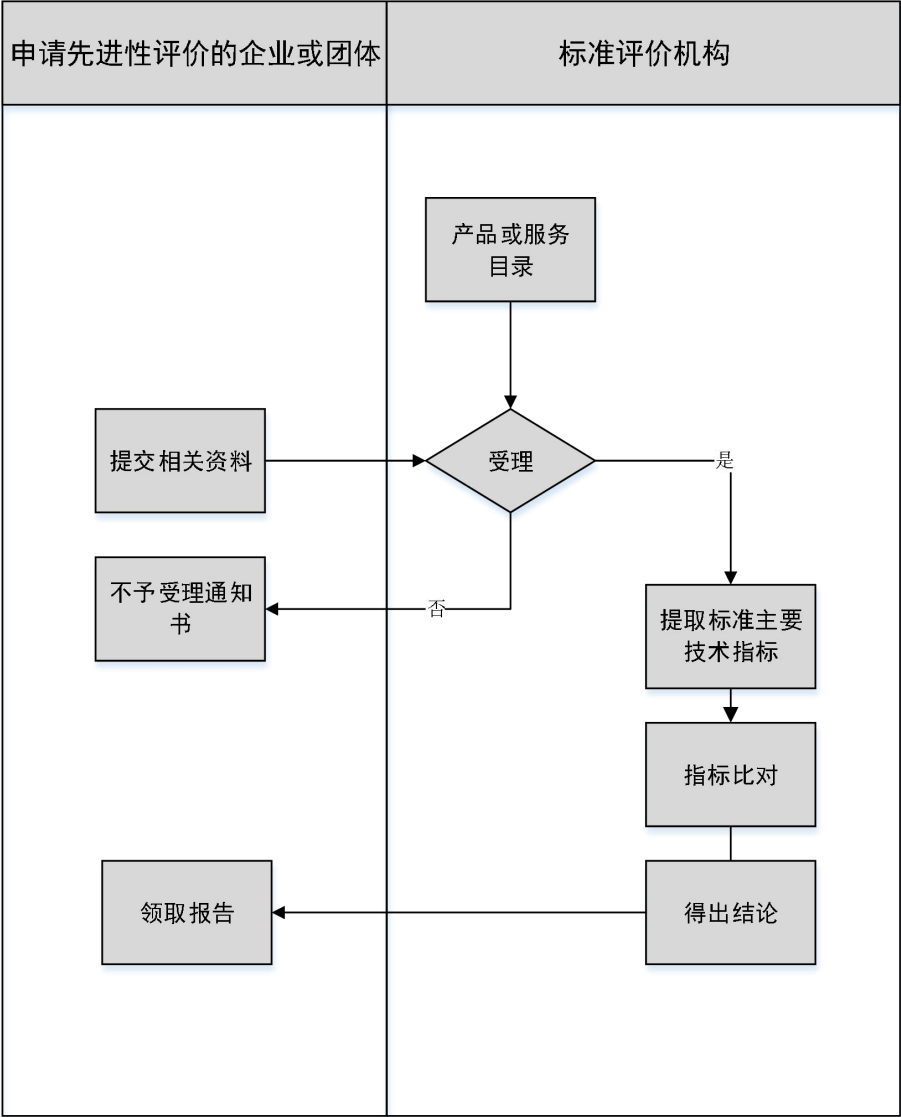 申请先进性评价的企业或团体
标准评价机构
产品或服务
目录
提交相关资料
受理
是
不予受理通知
书
否
提取标准主要
技术指标
指标比对
领取报告
得出结论